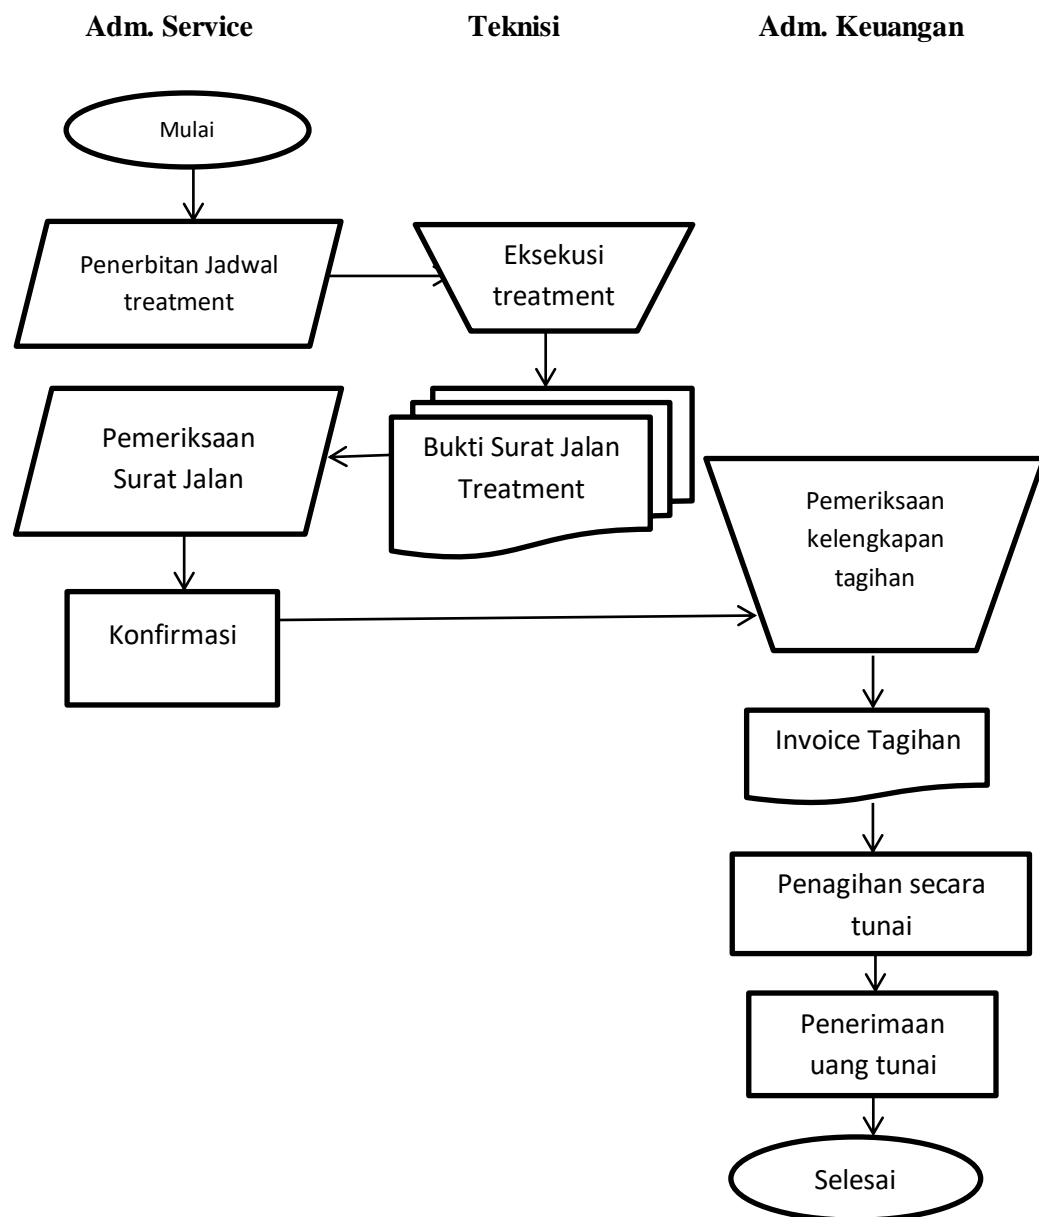 Adm. Service
Teknisi
Adm. Keuangan
Mulai
Penerbitan Jadwal
treatment
Eksekusi
treatment
Pemeriksaan
Surat Jalan
Bukti Surat Jalan
Treatment
Pemeriksaan
kelengkapan
tagihan
Konfirmasi
Invoice Tagihan
Penagihan secara
tunai
Penerimaan
uang tunai
Selesai